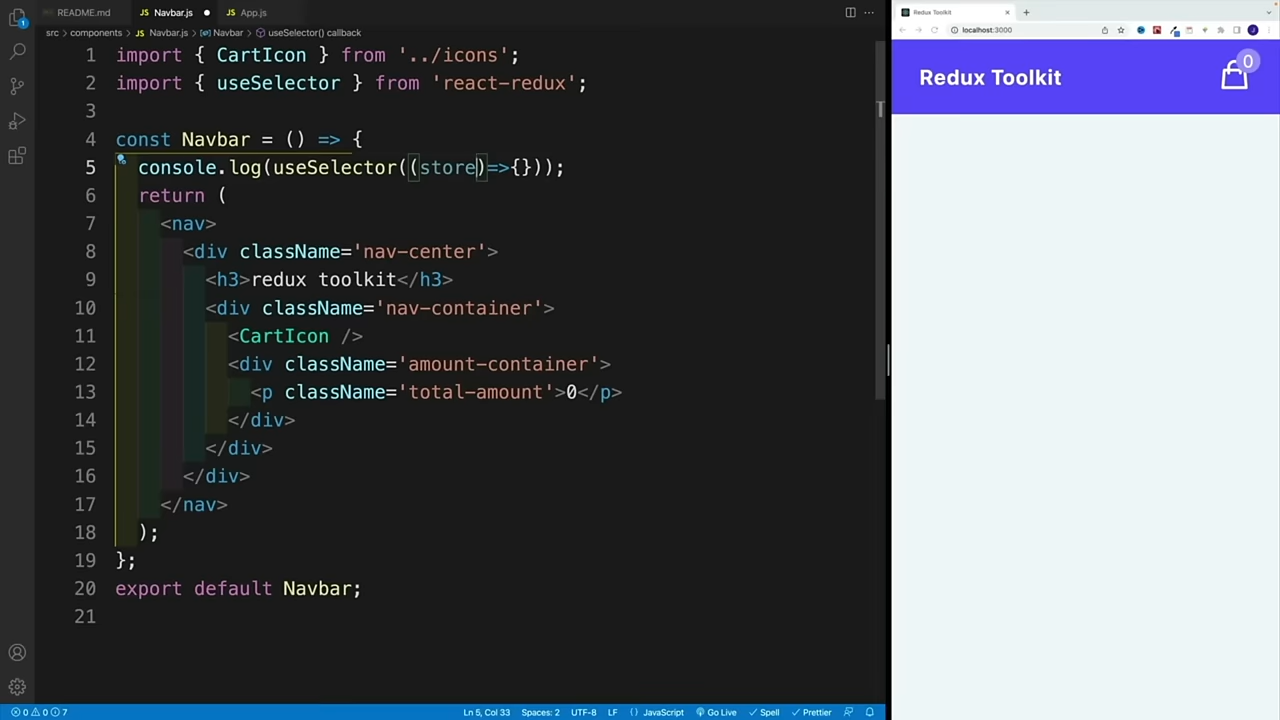 README.md
Navbar.js
App.js
src > components > Navbar.js > Navbar > useSelector() callback
1 import { CartIcon } from '../icons';
2 import { useSelector } from 'react-redux';
3
4 const Navbar = () => {
5 console.log(useSelector((store)=>{}));
6 return (
7 <nav>
8 <div className='nav-center'>
9 <h3>redux toolkit</h3>
10 <div className='nav-container'>
11 <CartIcon />
12 <div className='amount-container'>
13 <p className='total-amount'>0</p>
14 </div>
15 </div>
16 </div>
17 </nav>
18 );
19 };
20 export default Navbar;
21
1
0 0 7
Ln 5, Col 33
Spaces: 2
UTF-8
LF
{ } JavaScript
Go Live
Spell
Prettier
Redux Toolkit
localhost:3000
J
Redux Toolkit
0